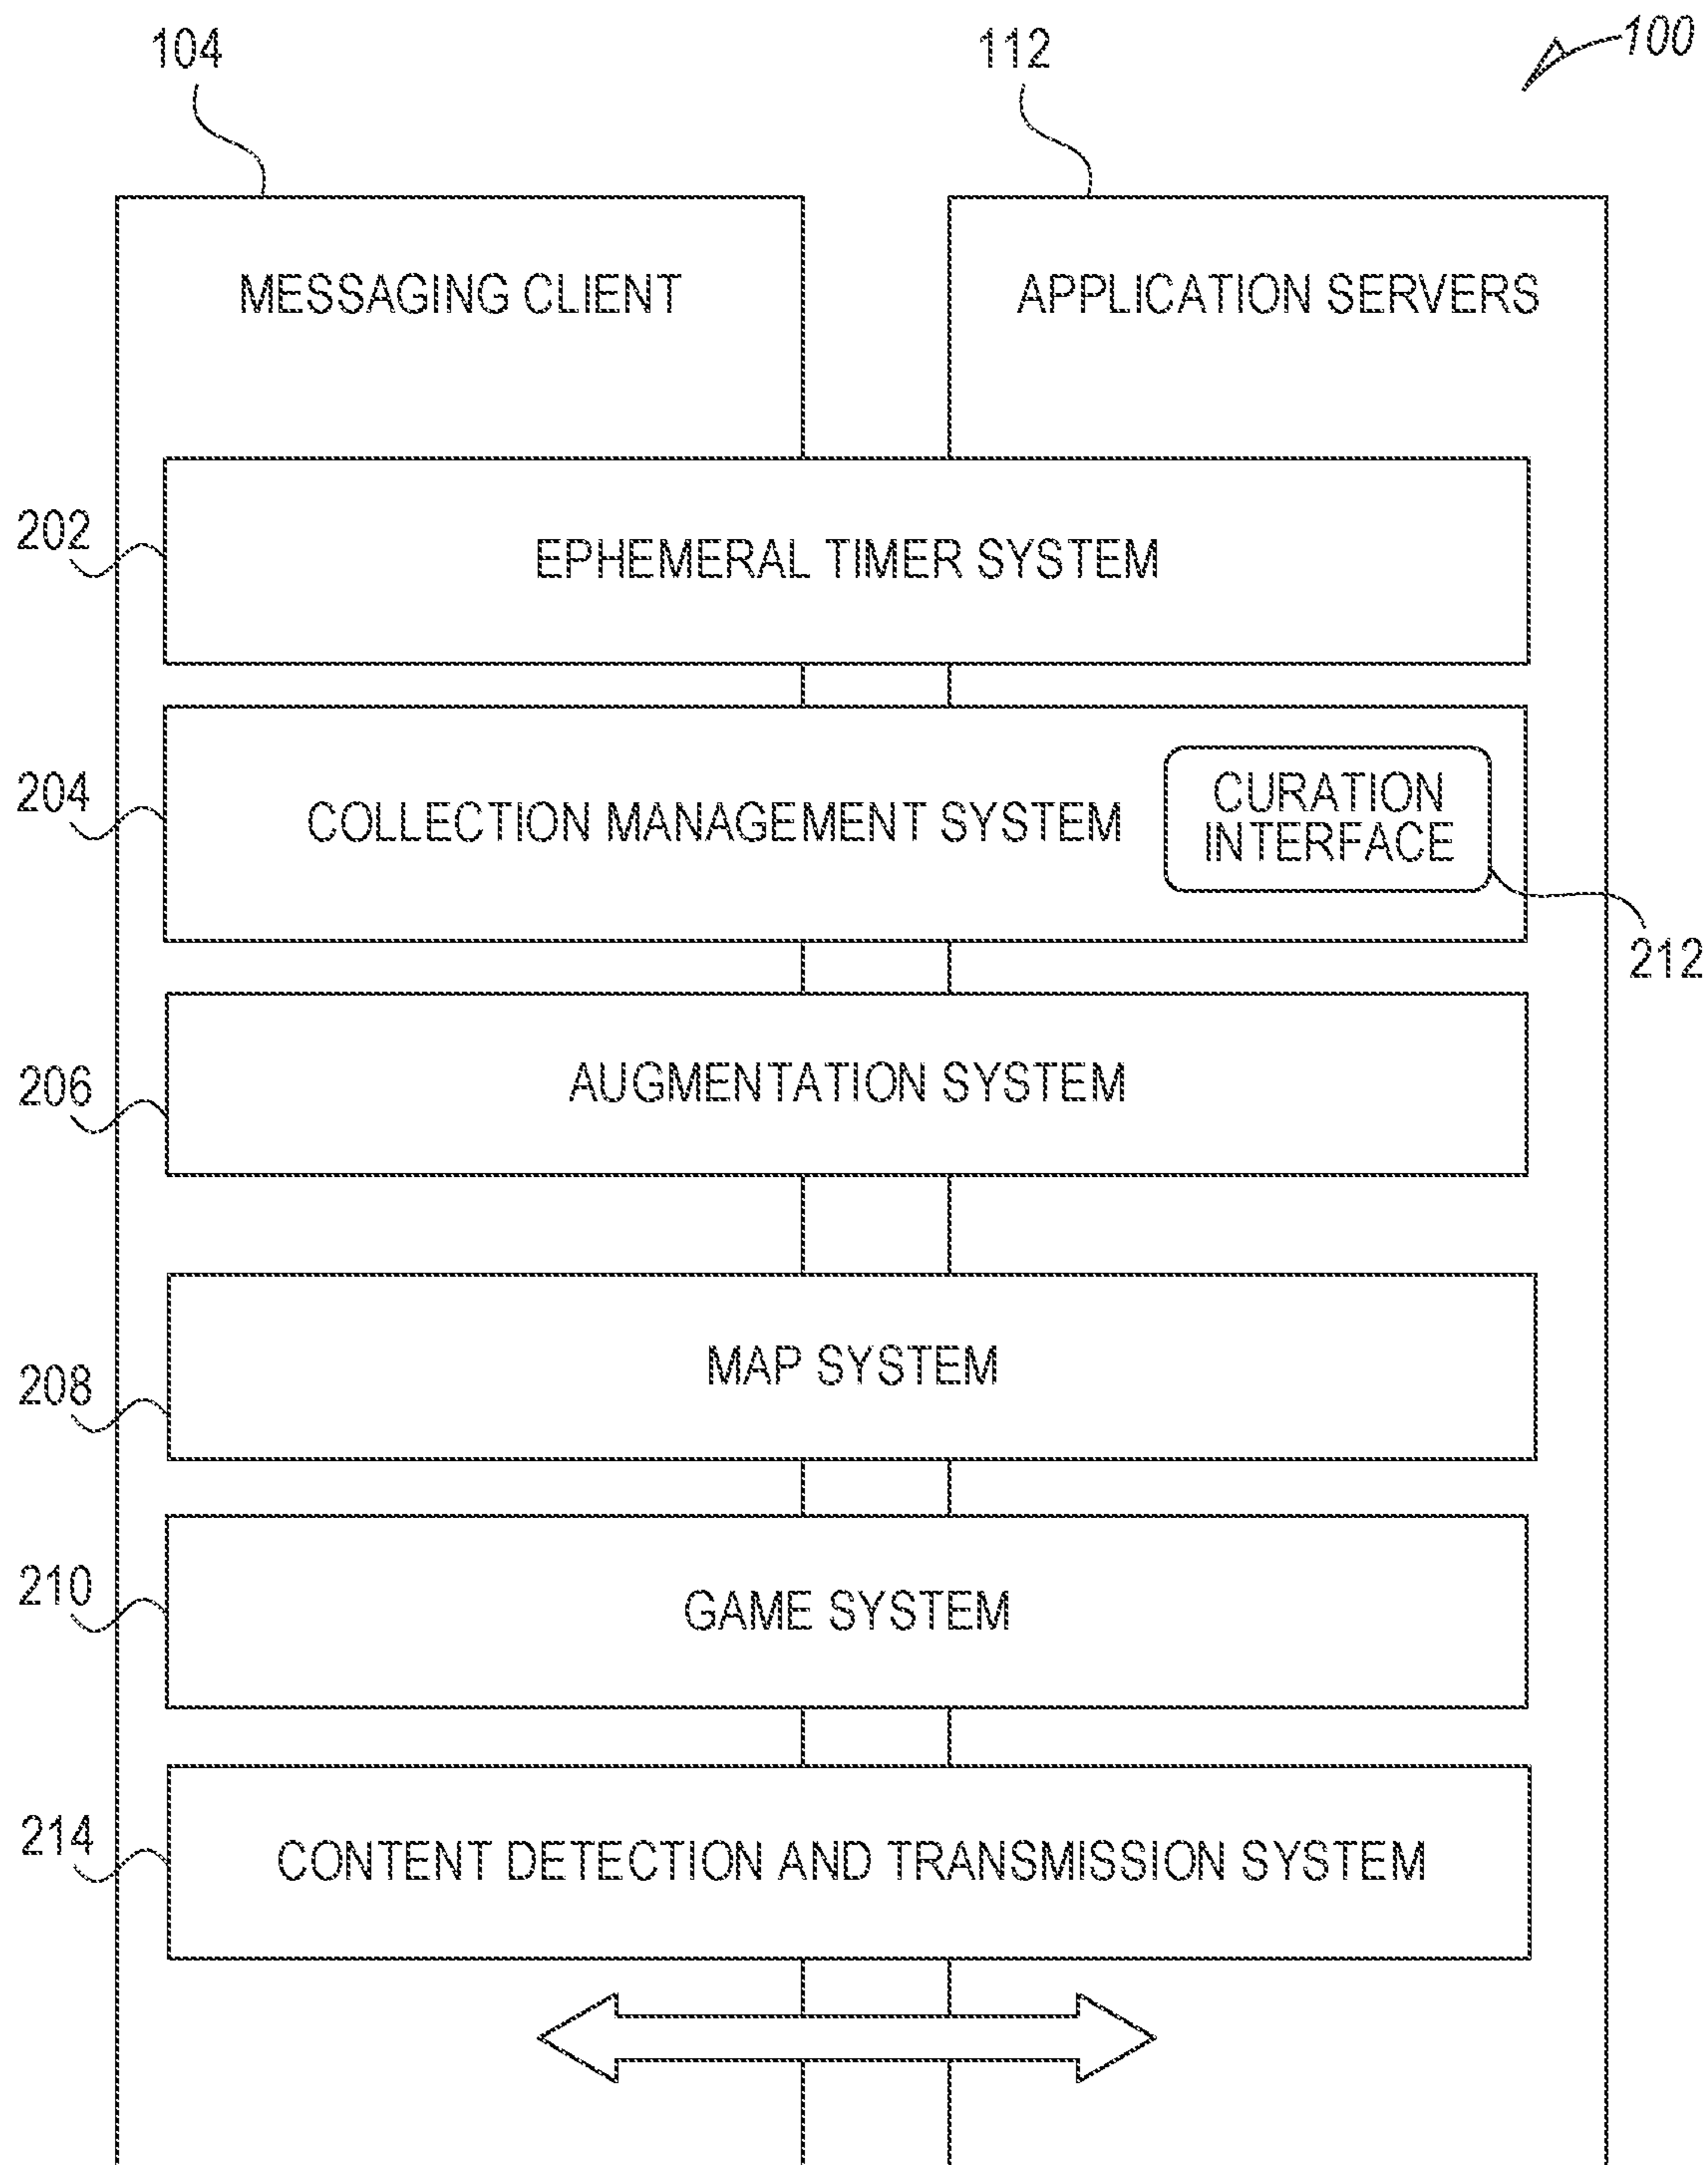 104
112
100
MESSAGING CLIENT
APPLICATION SERVERS
202
EPHEMERAL TIMER SYSTEM
204
COLLECTION MANAGEMENT SYSTEM
CURATION
INTERFACE
212
206
AUGMENTATION SYSTEM
208
MAP SYSTEM
210
GAME SYSTEM
214
CONTENT DETECTION AND TRANSMISSION SYSTEM